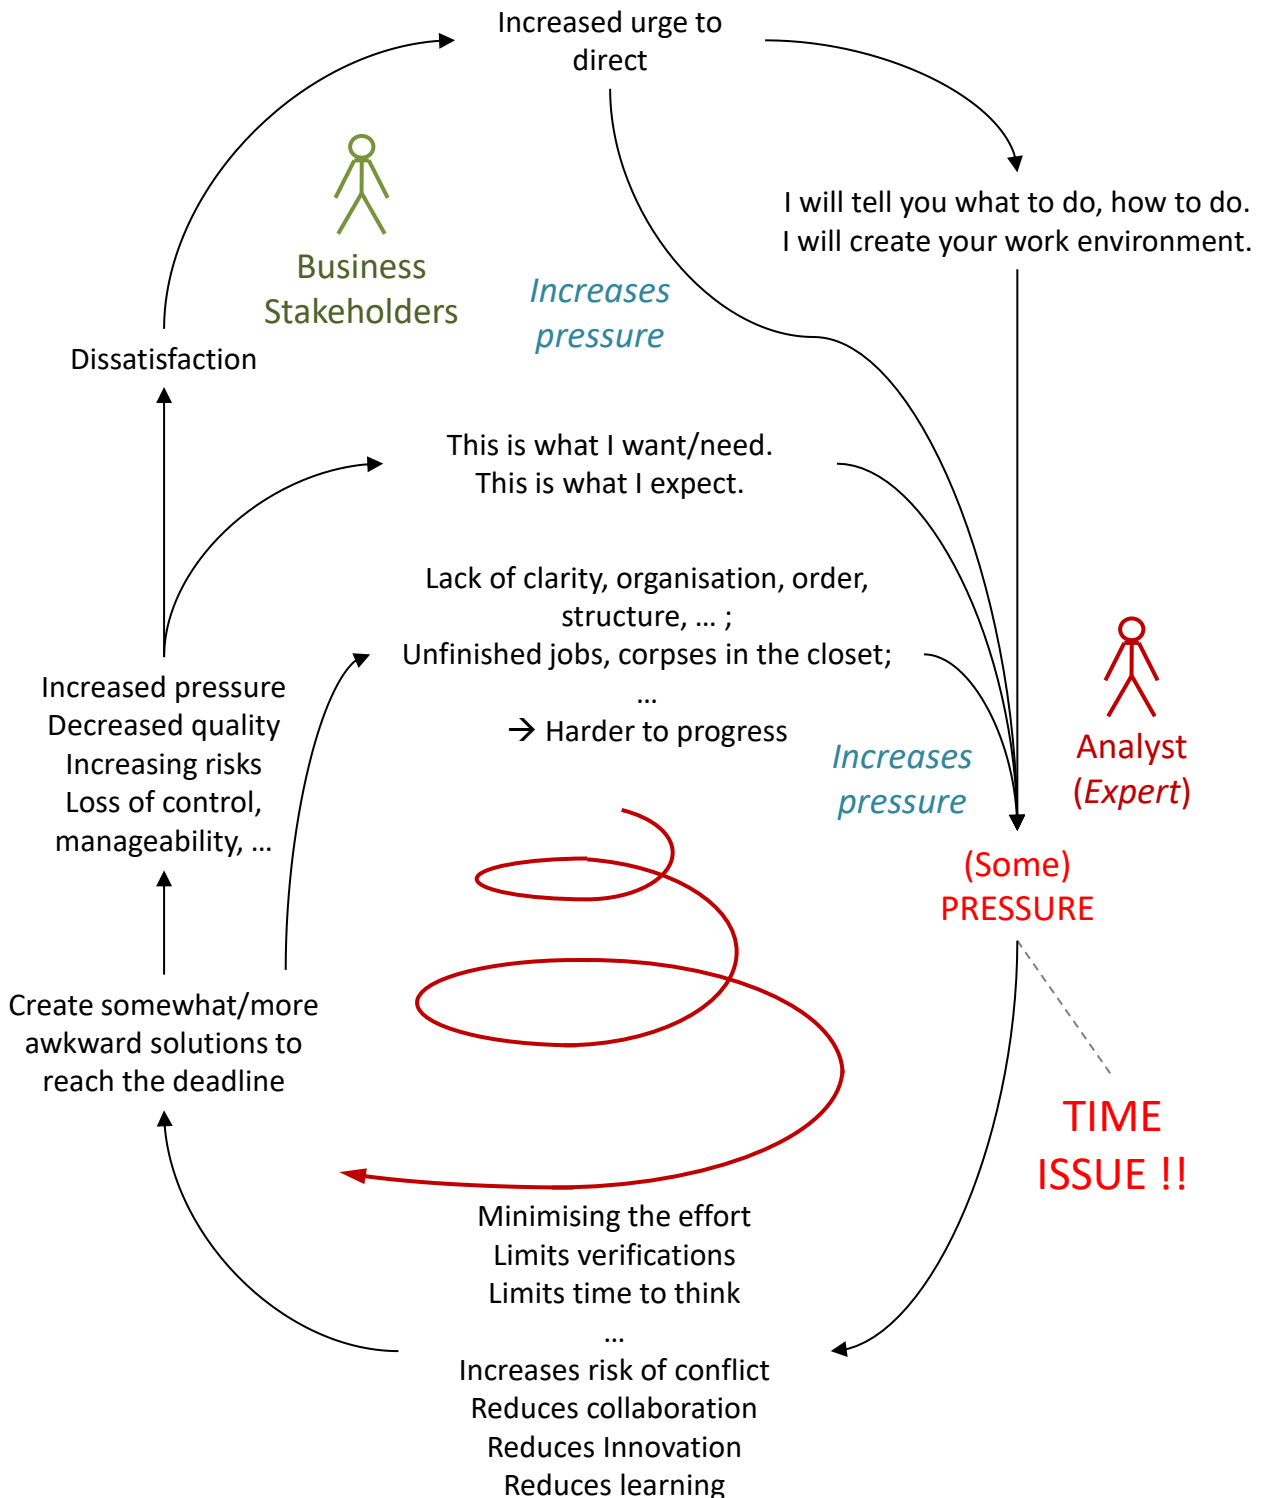 Increased urge to
direct
I will tell you what to do, how to do.
I will create your work environment.
Business
Stakeholders
Increases
pressure
Dissatisfaction
This is what I want/need.
This is what I expect.
Lack of clarity, organisation, order,
structure, … ;
Unfinished jobs, corpses in the closet;
…
→ Harder to progress
Increased pressure
Decreased quality
Increasing risks
Loss of control,
manageability, …
Analyst
(Expert)
Increases
pressure
(Some)
PRESSURE
Create somewhat/more
awkward solutions to
reach the deadline
TIME
ISSUE !!
Minimising the effort
Limits verifications
Limits time to think
…
Increases risk of conflict
Reduces collaboration
Reduces Innovation
Reduces learning